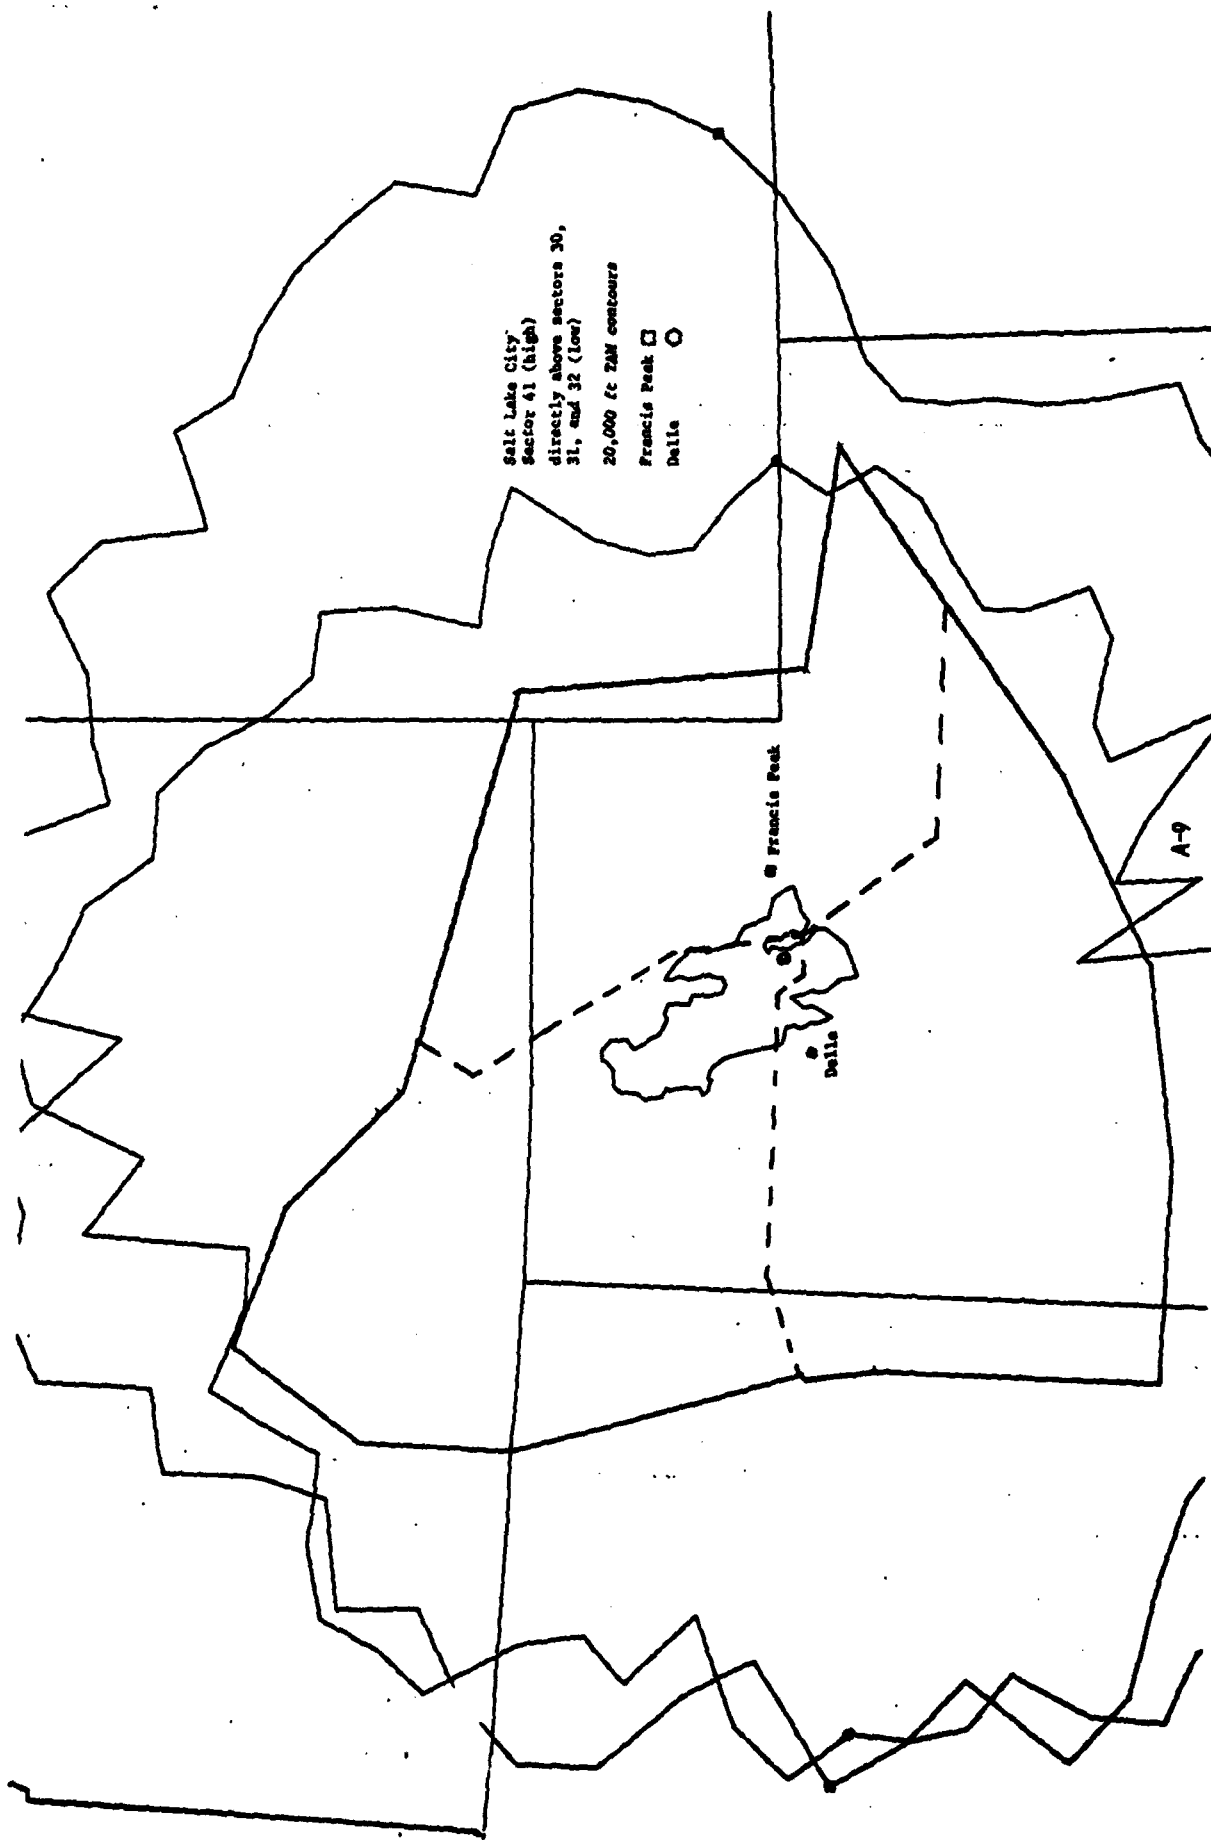 Salt Lake City
Sector 41 (high)
directly above sectors 30,
31, and 32 (low)
20,000 ft ZAM contours
Francis Peak
Delle
Francis Peak
Delle
A-9